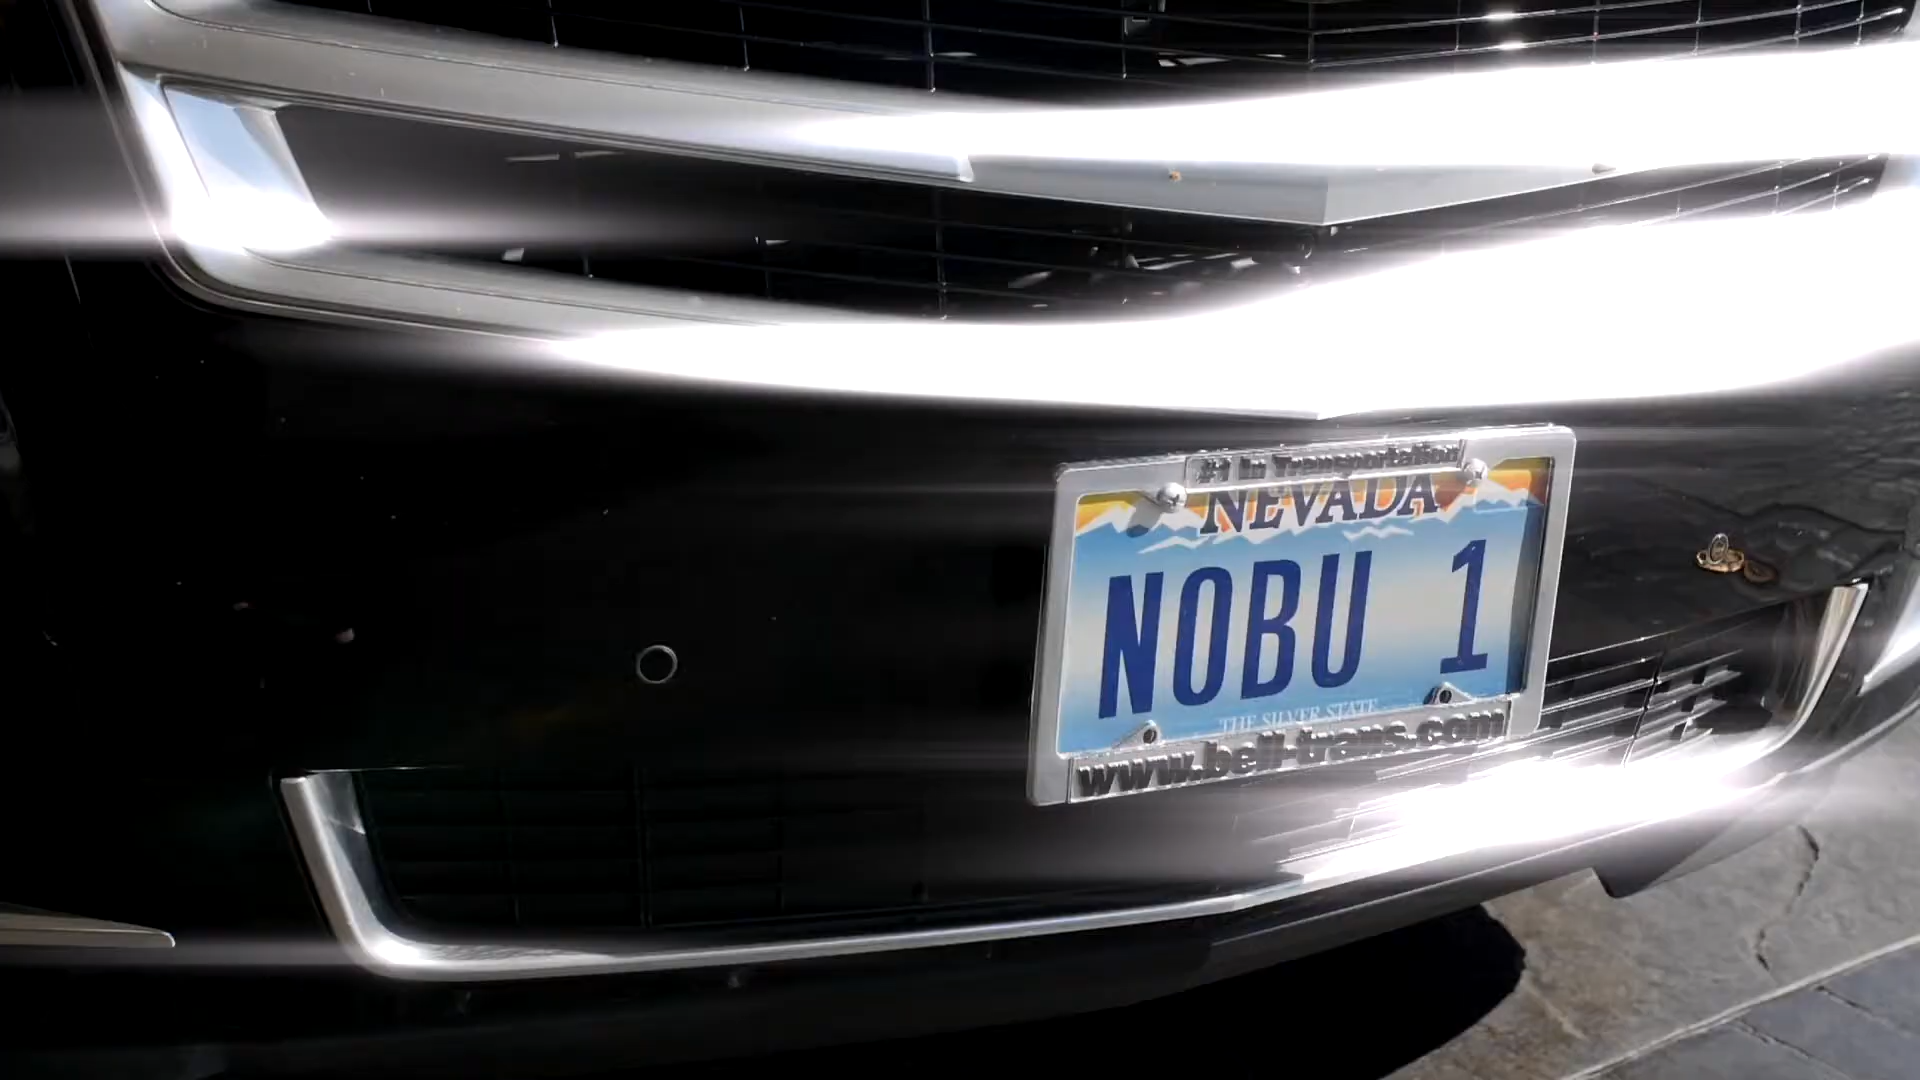 #1 In Transportation
NEVADA
NOBU 1
THE SILVER STATE
www.bell-trans.com